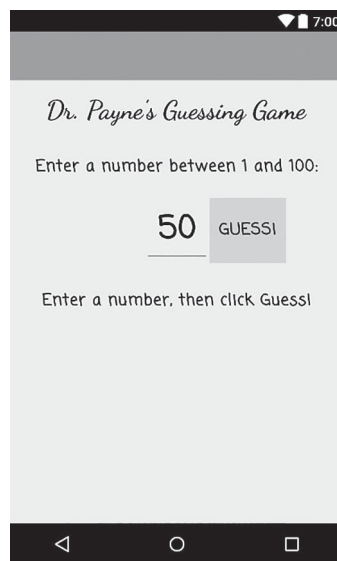 7:00
Dr. Payne's Guessing Game
Enter a number between 1 and 100:
50 GUESS!
Enter a number, then click Guess!